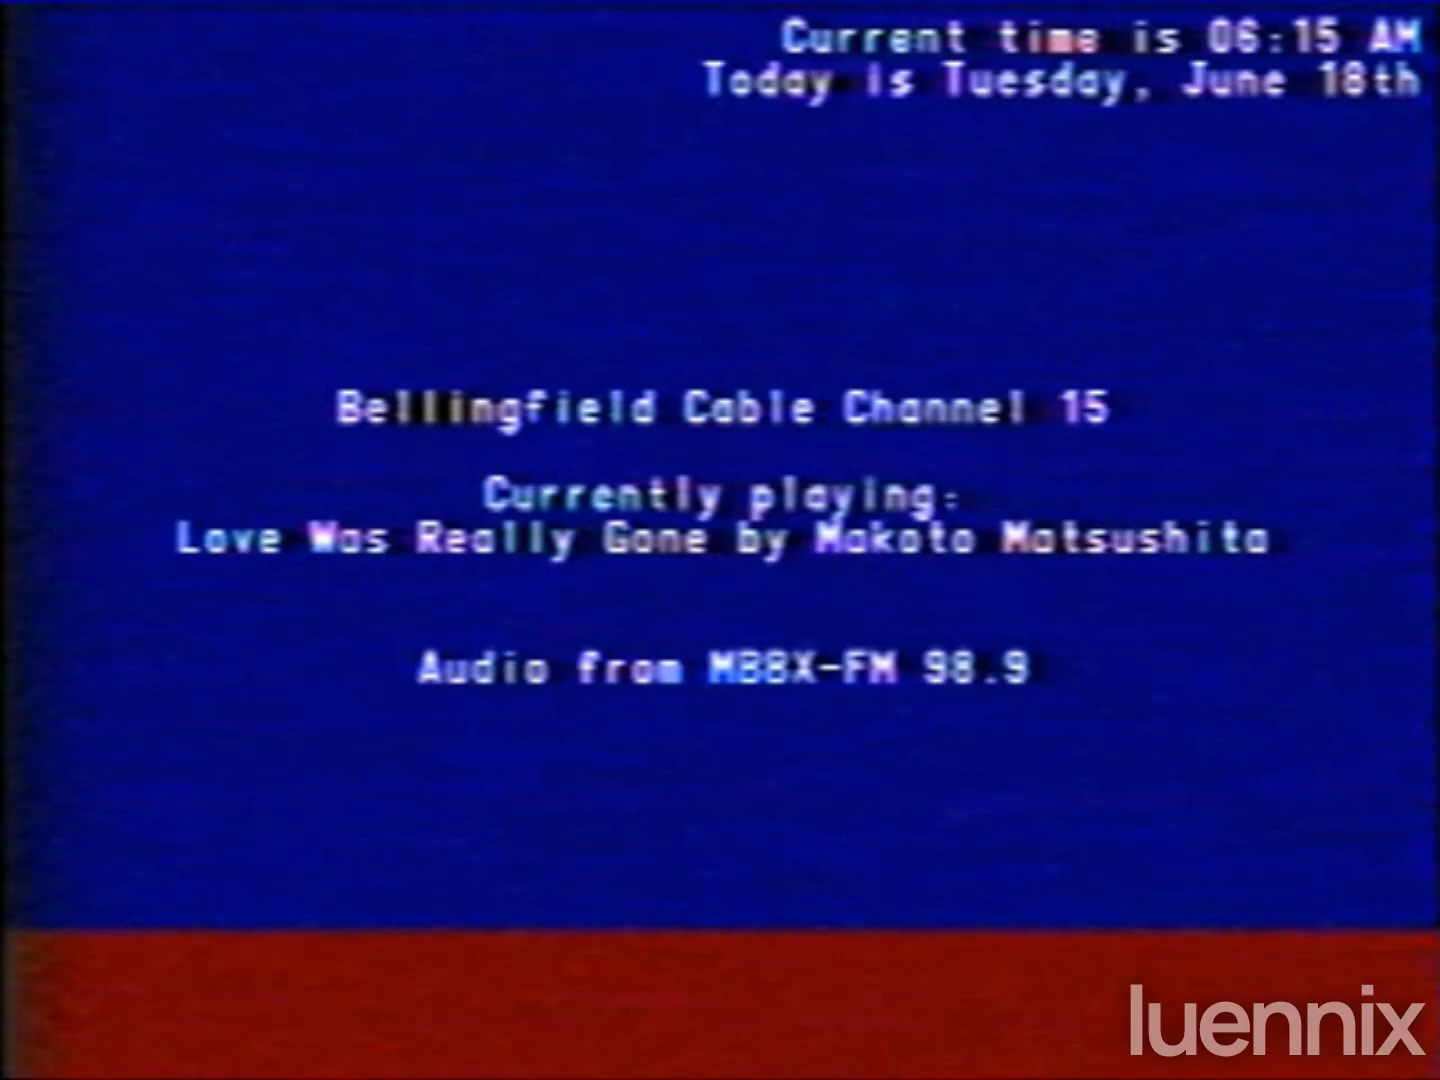 Current time is 06:15 AM
Today is Tuesday, June 18th
Bellingfield Cable Channel 15
Currently playing:
Love Was Really Gone by Makoto Matsushita
Audio from MBBX-FM 98.9
luennix